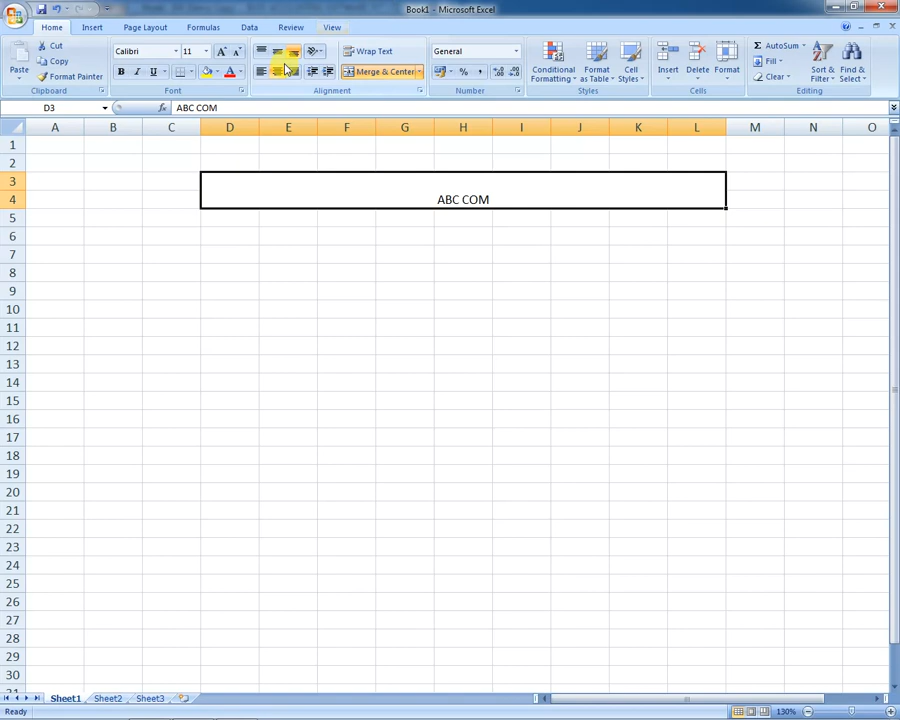 Book1 - Microsoft Excel
Home Insert Page Layout Formulas Data Review View
Cut
Copy
Format Painter
Paste
Clipboard
Calibri 11
B I U
Font
Wrap Text
Merge & Center
Alignment
General
% ,
Number
Conditional Formatting
Format as Table
Cell Styles
Styles
Insert Delete Format
Cells
AutoSum
Fill
Clear
Sort & Filter
Find & Select
Editing
D3 fx ABC COM
A B C D E F G H I J K L M N O
1
2
3
4 ABC COM
5
6
7
8
9
10
11
12
13
14
15
16
17
18
19
20
21
22
23
24
25
26
27
28
29
30
31
Sheet1 Sheet2 Sheet3
Ready 130%